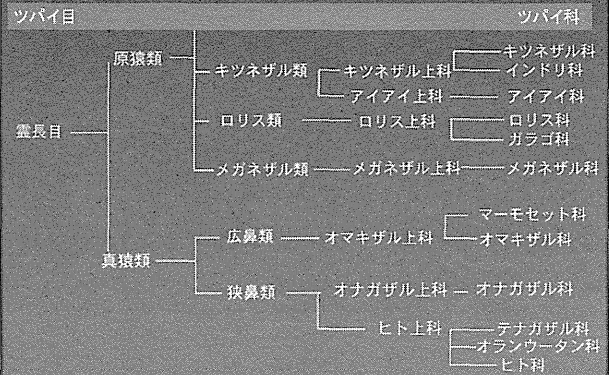 ツパイ目 ツパイ科
原猿類 キツネザル科
キツネザル類 キツネザル上科 インドリ科
アイアイ上科 アイアイ科
霊長目 ロリス類 ロリス上科 ロリス科
ガラゴ科
メガネザル類 メガネザル上科 メガネザル科
マーモセット科
広鼻類 オマキザル上科 オマキザル科
真猿類
狭鼻類 オナガザル上科 オナガザル科
ヒト上科 テナガザル科
オランウータン科
ヒト科